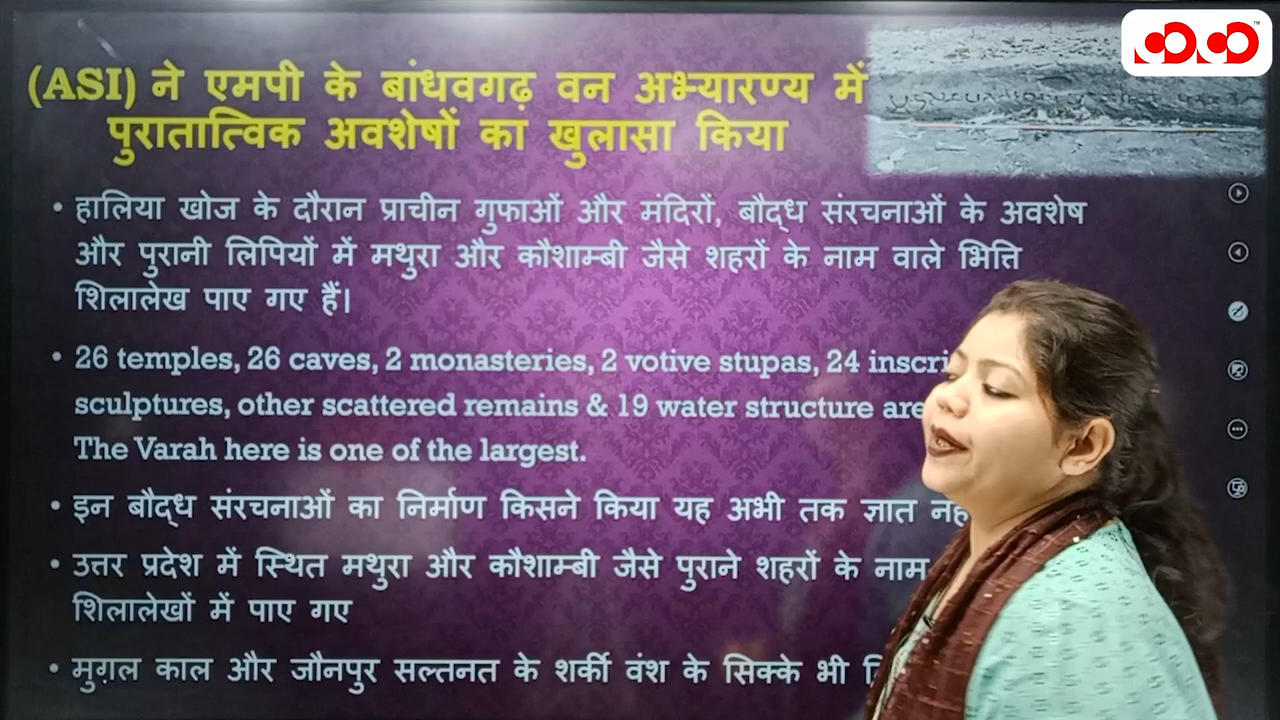 (ASI) ने एमपी के बांधवगढ़ वन अभ्यारण्य में
पुरातात्विक अवशेषों का खुलासा किया
• हालिया खोज के दौरान प्राचीन गुफाओं और मंदिरों, बौद्ध संरचनाओं के अवशेष
और पुरानी लिपियों में मथुरा और कौशाम्बी जैसे शहरों के नाम वाले भित्ति
शिलालेख पाए गए हैं।
• 26 temples, 26 caves, 2 monasteries, 2 votive stupas, 24
sculptures, other scattered remains & 19 water structure are
The Varah here is one of the largest.
• इन बौद्ध संरचनाओं का निर्माण किसने किया यह अभी तक ज्ञात
• उत्तर प्रदेश में स्थित मथुरा और कौशाम्बी जैसे पुराने शहरों के नाम
शिलालेखों में पाए गए
• मुग़ल काल और जौनपुर सल्तनत के शर्की वंश के सिक्के भी